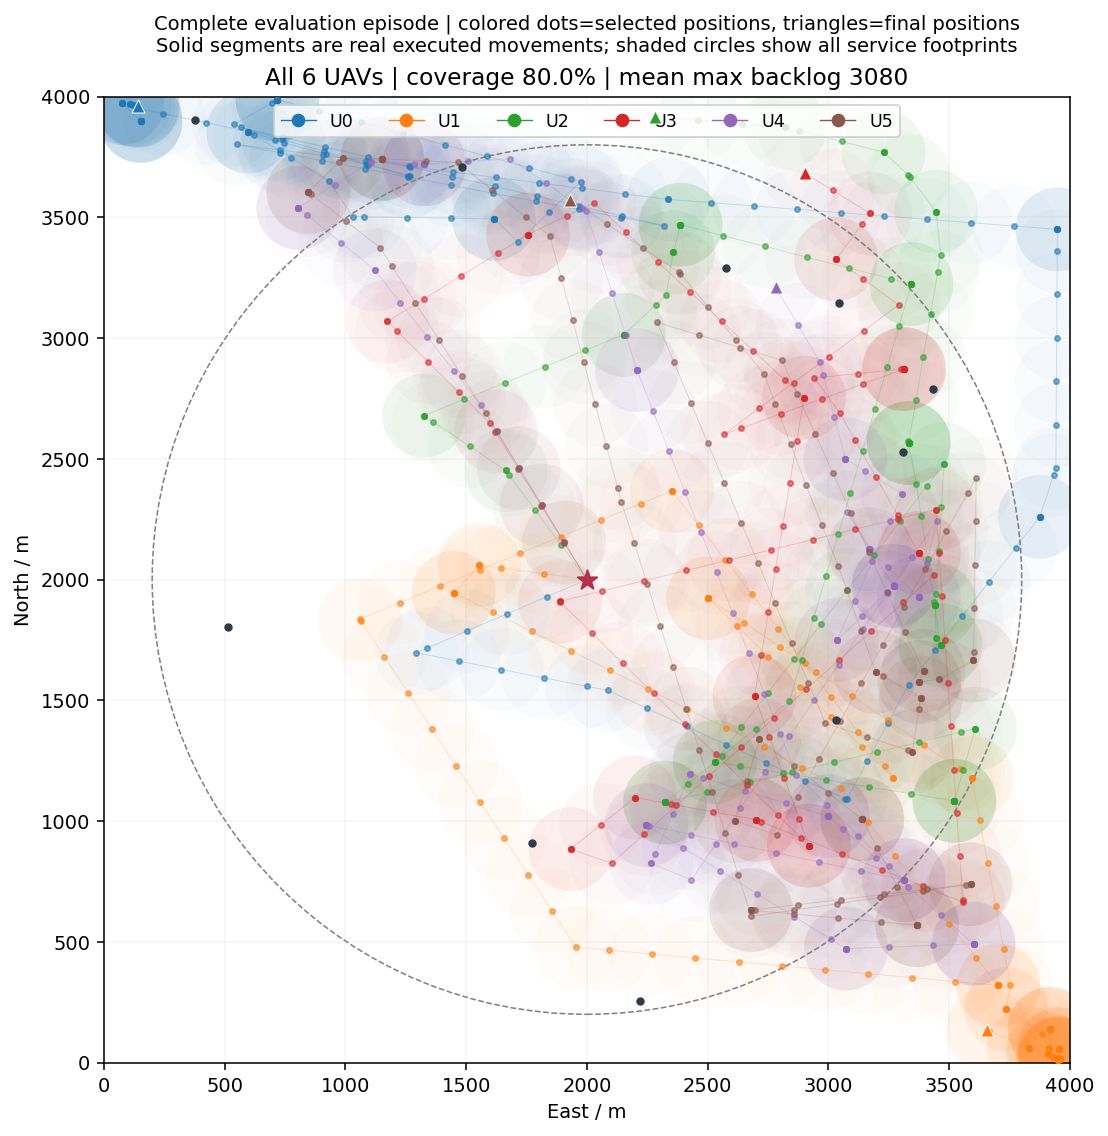 Complete evaluation episode | colored dots=selected positions, triangles=final positions
Solid segments are real executed movements; shaded circles show all service footprints
All 6 UAVs | coverage 80.0% | mean max backlog 3080
U0 U1 U2 U3 U4 U5
4000
3500
3000
2500
2000
1500
1000
500
0
North / m
0 500 1000 1500 2000 2500 3000 3500 4000
East / m